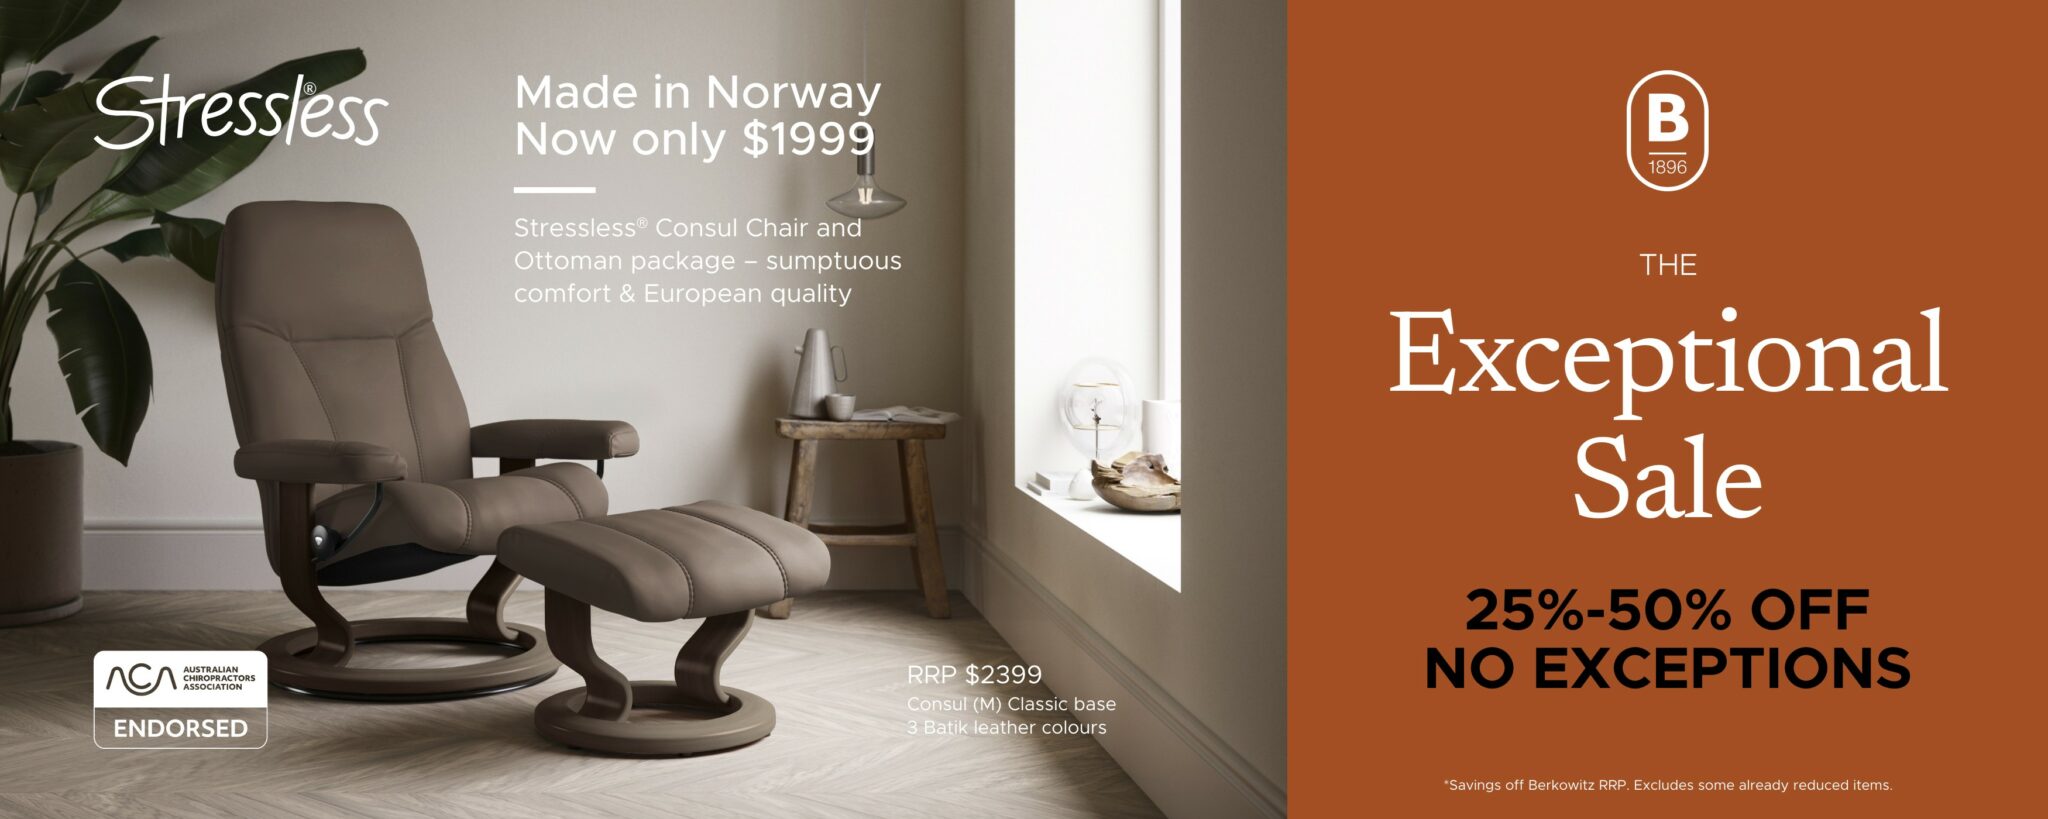 Stressless®
Made in Norway
Now only $1999
Stressless® Consul Chair and
Ottoman package – sumptuous
comfort & European quality
RRP $2399
Consul (M) Classic base
3 Batik leather colours
ACA
AUSTRALIAN
CHIROPRACTORS
ASSOCIATION
ENDORSED
B
1896
THE
Exceptional
Sale
25%-50% OFF
NO EXCEPTIONS
*Savings off Berkowitz RRP. Excludes some already reduced items.